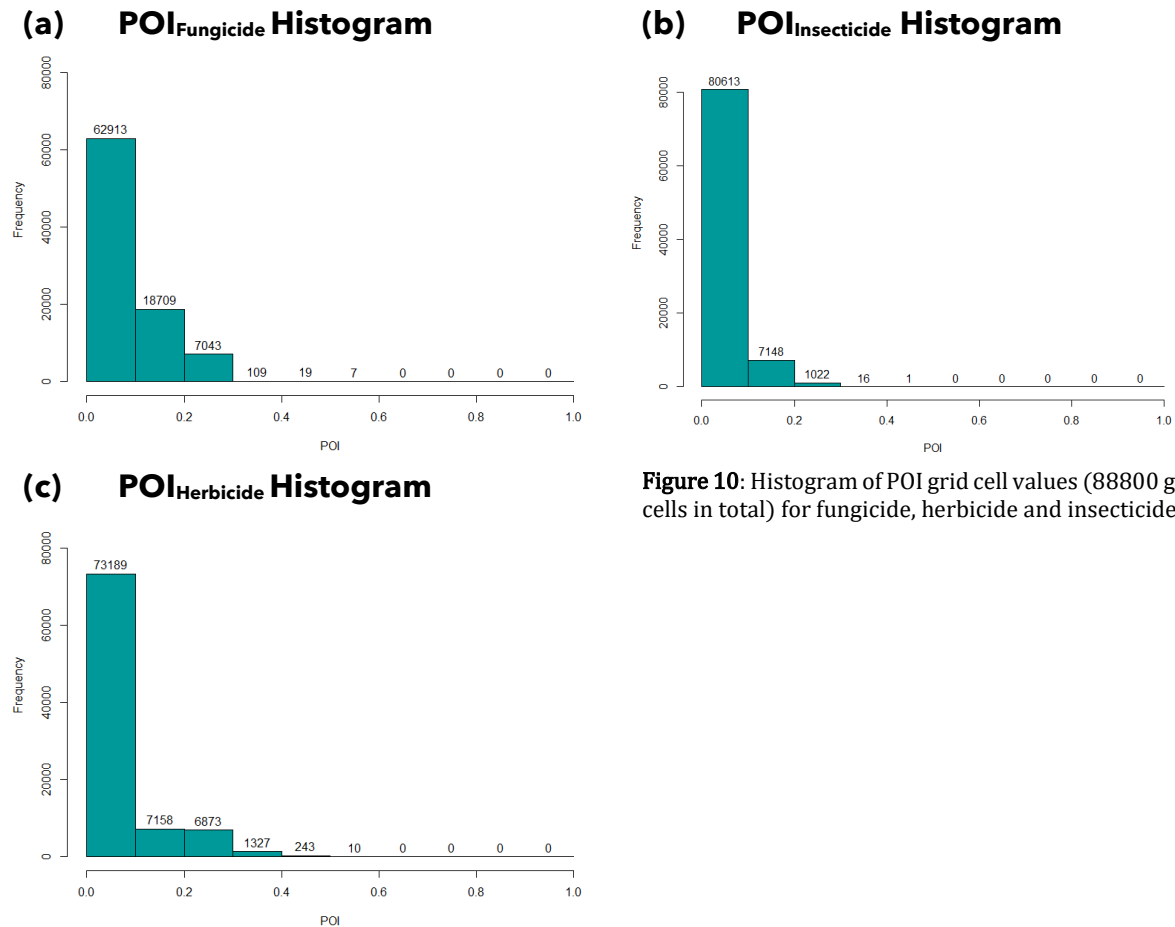 (a) POIFungicide Histogram
80000
60000
40000
20000
0
Frequency
62913
18709
7043
109 19 7 0 0 0 0
0.0 0.2 0.4 0.6 0.8 1.0
POI
(b) POIInsecticide Histogram
80000
60000
40000
20000
0
Frequency
80613
7148
1022
16 1 0 0 0 0 0
0.0 0.2 0.4 0.6 0.8 1.0
POI
Figure 10: Histogram of POI grid cell values (88800 g
cells in total) for fungicide, herbicide and insecticide
(c) POIHerbicide Histogram
80000
60000
40000
20000
0
Frequency
73189
7158 6873
1327 243 10 0 0 0 0
0.0 0.2 0.4 0.6 0.8 1.0
POI